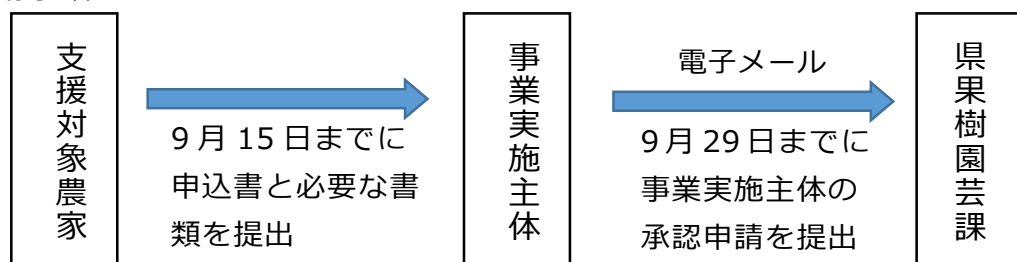 支援対象農家
9月15日までに
申込書と必要な書
類を提出
事業実施主体
電子メール
9月29日までに
事業実施主体の
承認申請を提出
県果樹園芸課